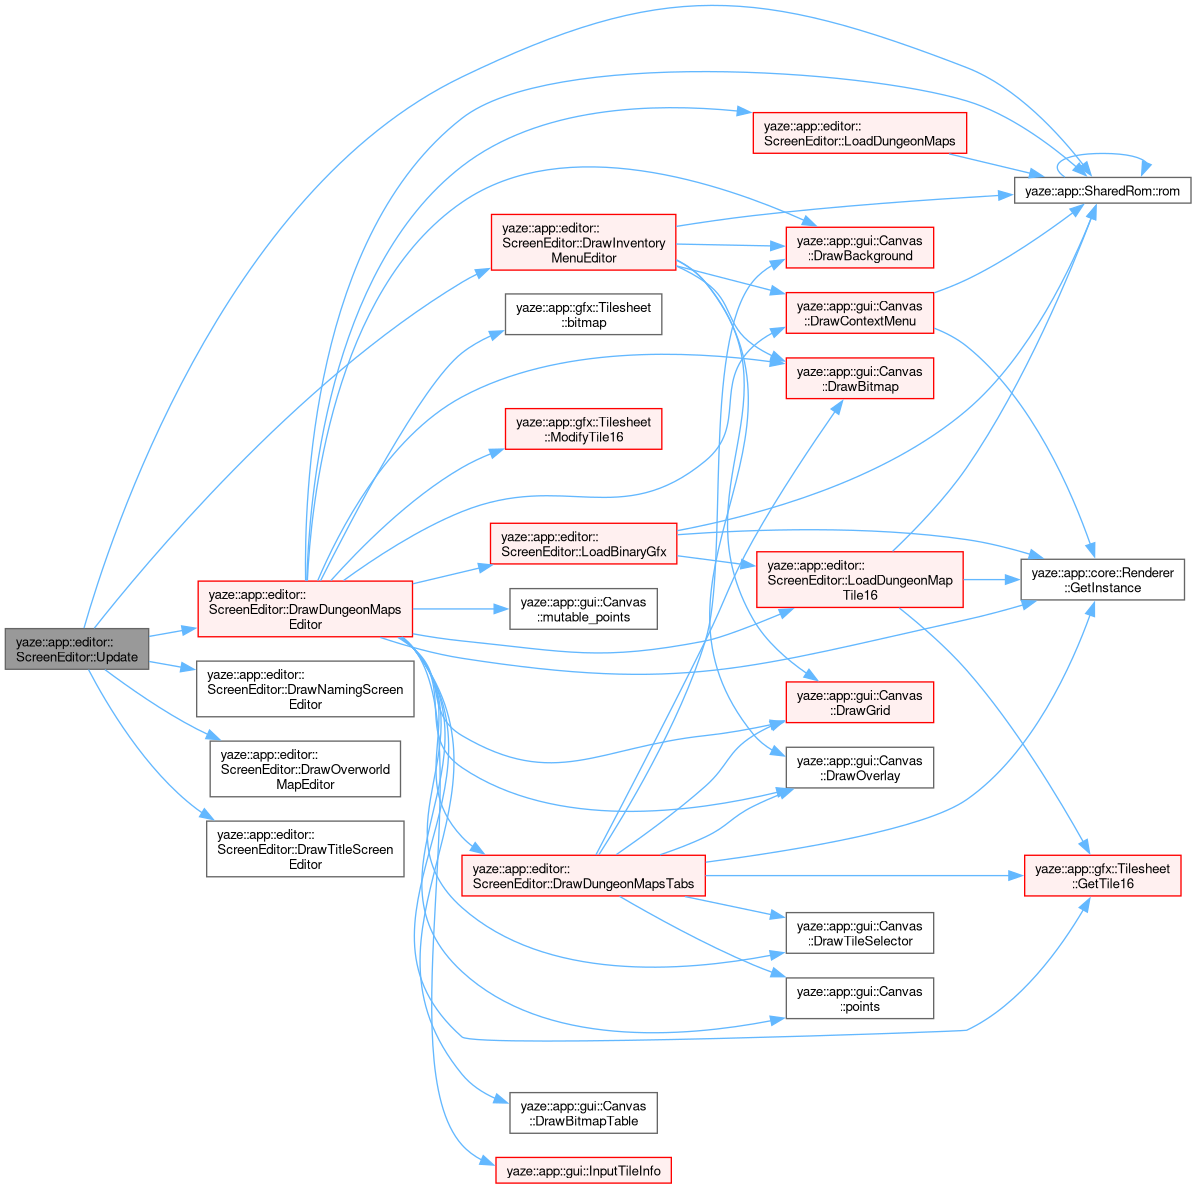 yaze::app::editor::
ScreenEditor::Update
yaze::app::editor::
ScreenEditor::DrawDungeonMaps
Editor
yaze::app::editor::
ScreenEditor::DrawNamingScreen
Editor
yaze::app::editor::
ScreenEditor::DrawOverworld
MapEditor
yaze::app::editor::
ScreenEditor::DrawTitleScreen
Editor
yaze::app::editor::
ScreenEditor::DrawInventory
MenuEditor
yaze::app::gfx::Tilesheet
::bitmap
yaze::app::gfx::Tilesheet
::ModifyTile16
yaze::app::editor::
ScreenEditor::LoadBinaryGfx
yaze::app::gui::Canvas
::mutable_points
yaze::app::editor::
ScreenEditor::DrawDungeonMapsTabs
yaze::app::gui::Canvas
::DrawBitmapTable
yaze::app::gui::InputTileInfo
yaze::app::editor::
ScreenEditor::LoadDungeonMaps
yaze::app::gui::Canvas
::DrawBackground
yaze::app::gui::Canvas
::DrawContextMenu
yaze::app::gui::Canvas
::DrawBitmap
yaze::app::editor::
ScreenEditor::LoadDungeonMap
Tile16
yaze::app::gui::Canvas
::DrawGrid
yaze::app::gui::Canvas
::DrawOverlay
yaze::app::gui::Canvas
::DrawTileSelector
yaze::app::gui::Canvas
::points
yaze::app::SharedRom::rom
yaze::app::core::Renderer
::GetInstance
yaze::app::gfx::Tilesheet
::GetTile16